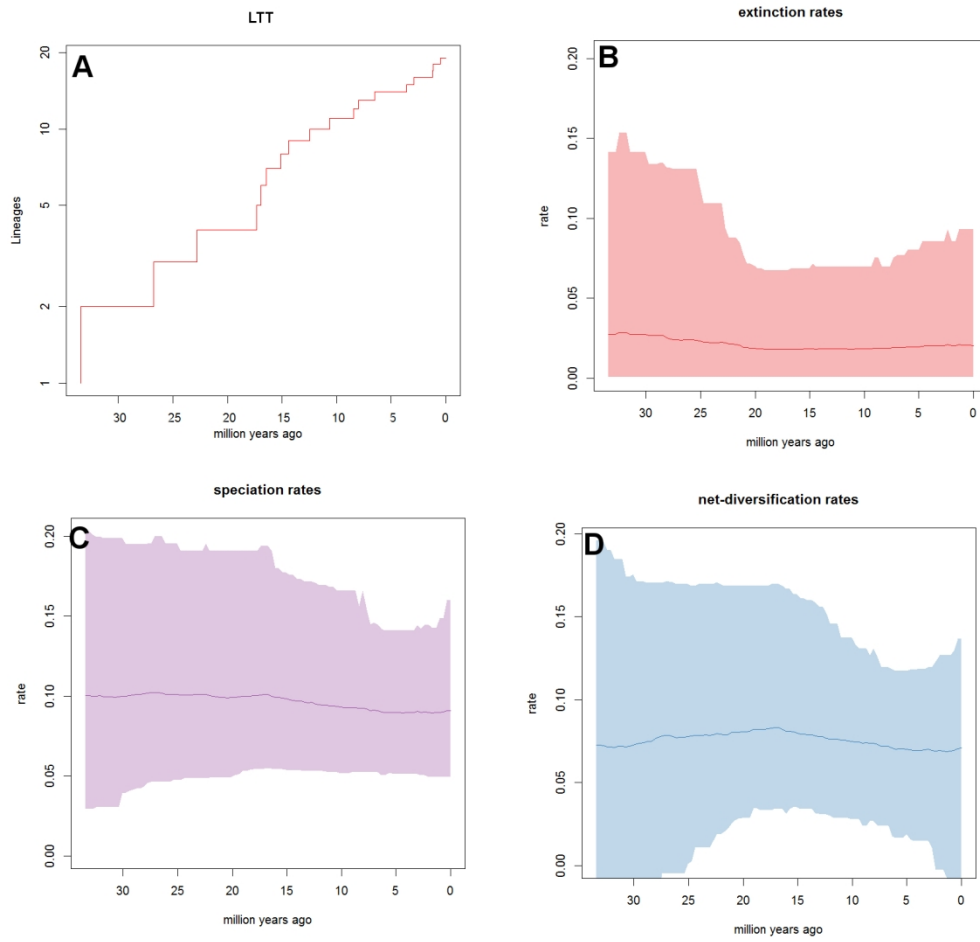 LTT
A
Lineages
20
10
5
2
1
30 25 20 15 10 5 0
million years ago
extinction rates
B
rate
0.20
0.15
0.10
0.05
0.00
30 25 20 15 10 5 0
million years ago
speciation rates
C
rate
0.20
0.15
0.10
0.05
0.00
30 25 20 15 10 5 0
million years ago
net-diversification rates
D
rate
0.20
0.15
0.10
0.05
0.00
30 25 20 15 10 5 0
million years ago